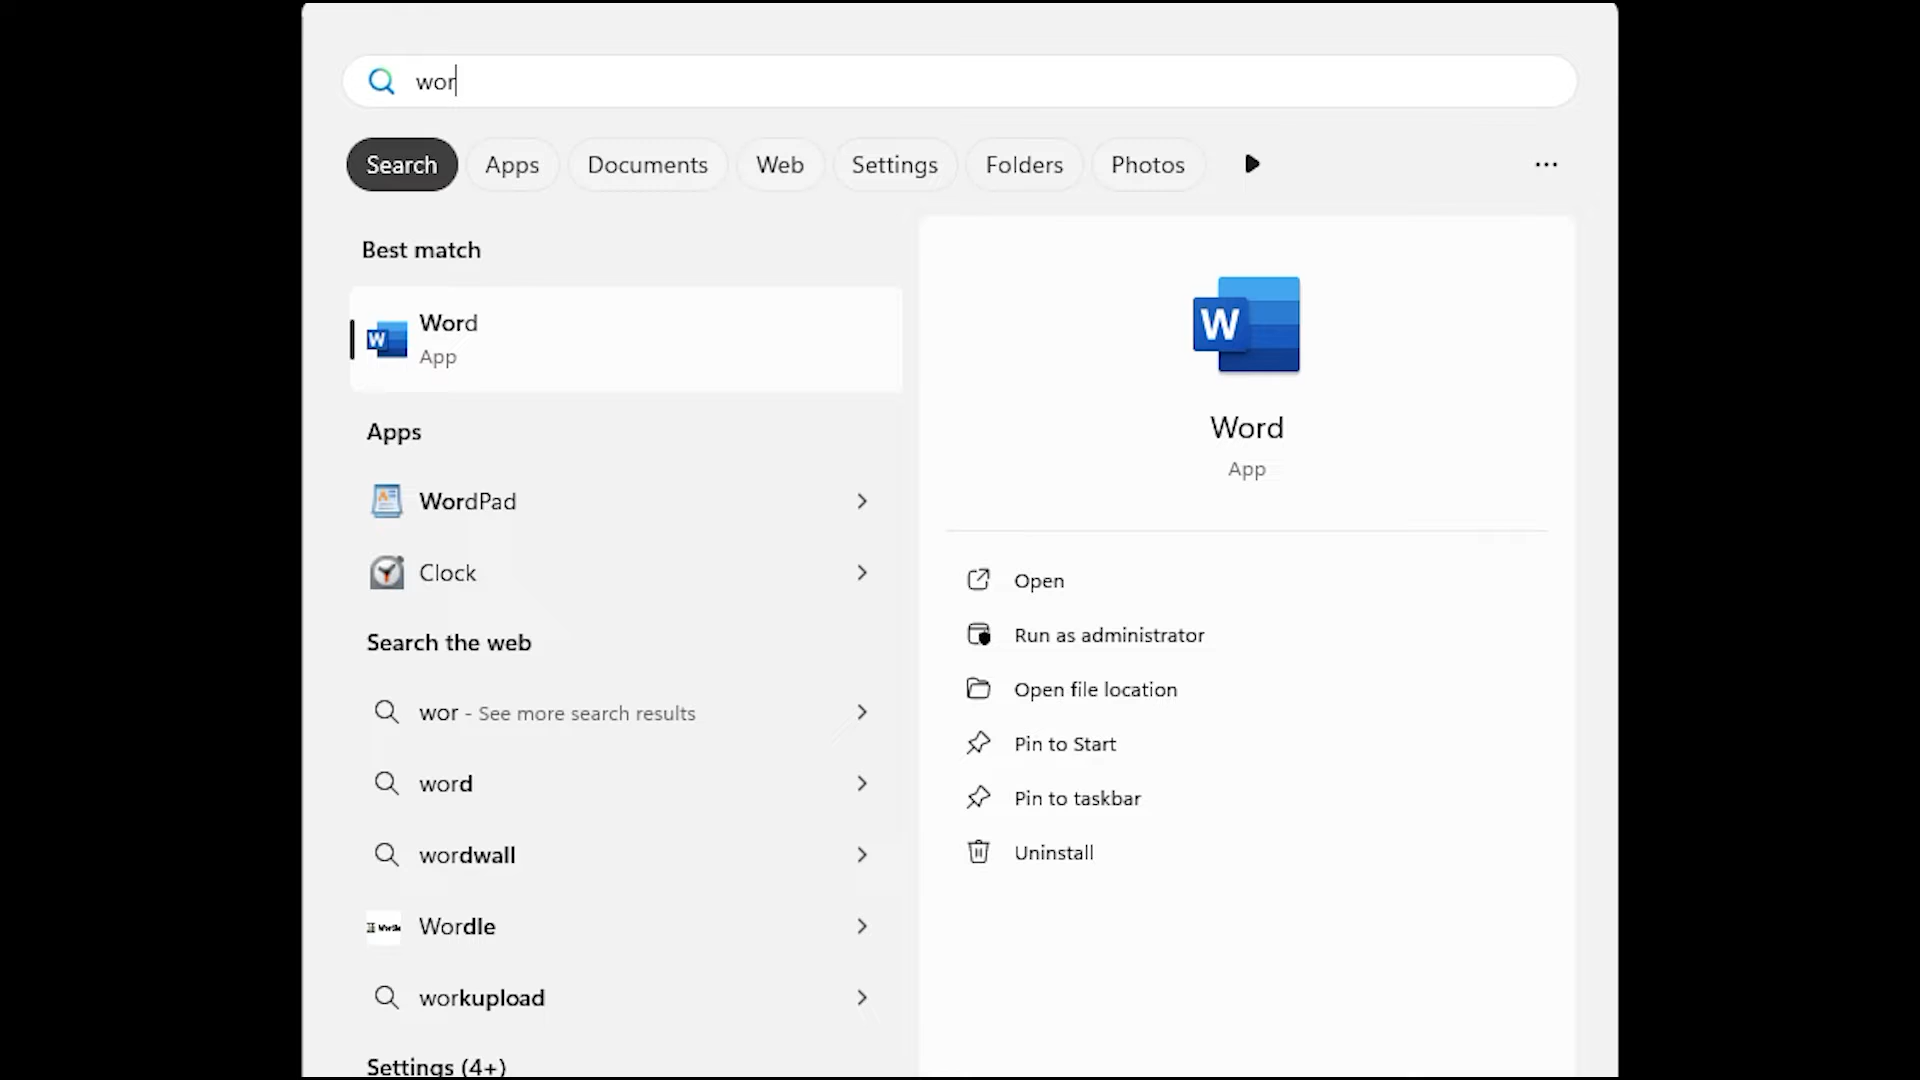 wor
Search Apps Documents Web Settings Folders Photos
Best match
Word
App
Apps
WordPad
Clock
Search the web
wor - See more search results
word
wordwall
Wordle
workupload
Settings (4+)
W
Word
App
Open
Run as administrator
Open file location
Pin to Start
Pin to taskbar
Uninstall